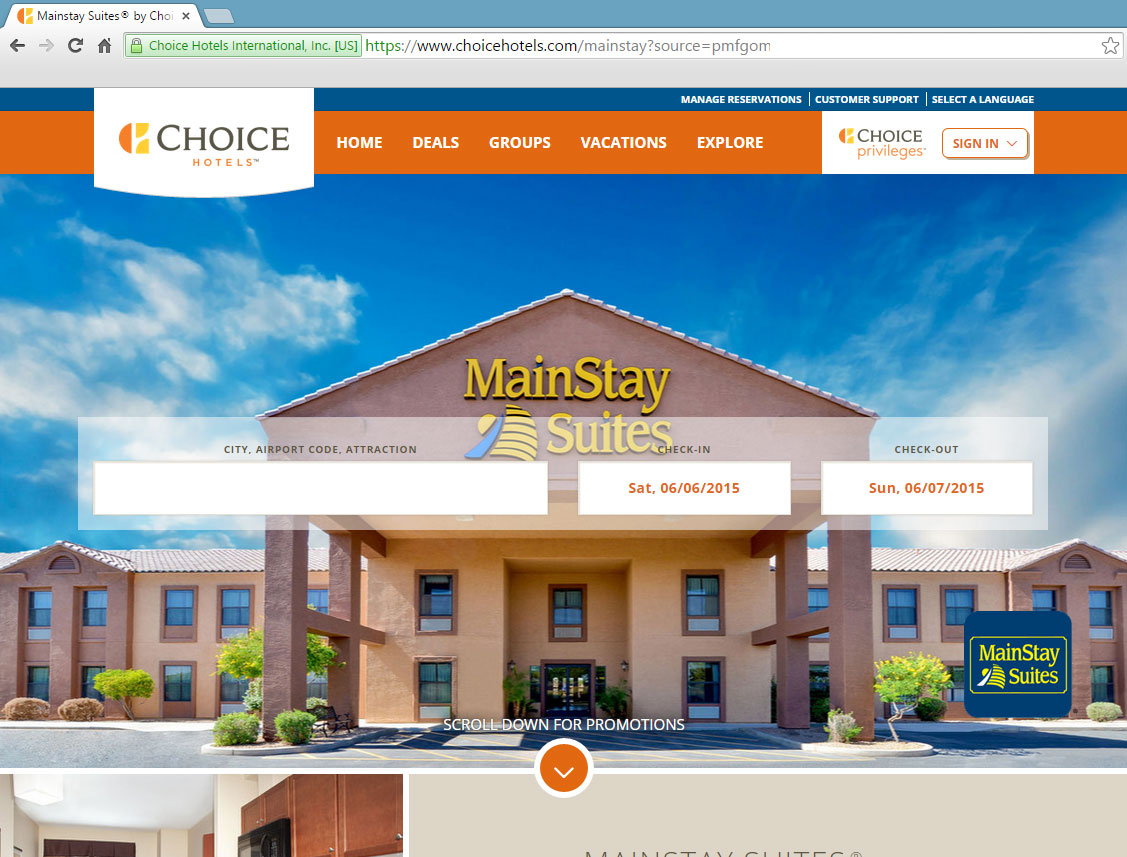 Mainstay Suites® by Choi
Choice Hotels International, Inc. [US]
https://www.choicehotels.com/mainstay?source=pmfgom
MANAGE RESERVATIONS
CUSTOMER SUPPORT
SELECT A LANGUAGE
CHOICE
HOTELS™
HOME
DEALS
GROUPS
VACATIONS
EXPLORE
CHOICE
privileges
SIGN IN
MainStay
Suites
CITY, AIRPORT CODE, ATTRACTION
CHECK-IN
CHECK-OUT
Sat, 06/06/2015
Sun, 06/07/2015
MainStay
Suites
SCROLL DOWN FOR PROMOTIONS
MAINSTAY SUITES®